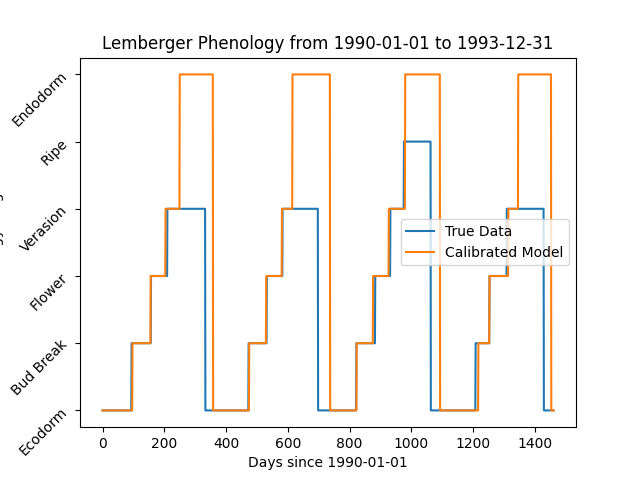 Lemberger Phenology from 1990-01-01 to 1993-12-31
Endodorm
Ripe
Verasion
Flower
Bud Break
Ecodorm
True Data
Calibrated Model
0 200 400 600 800 1000 1200 1400
Days since 1990-01-01